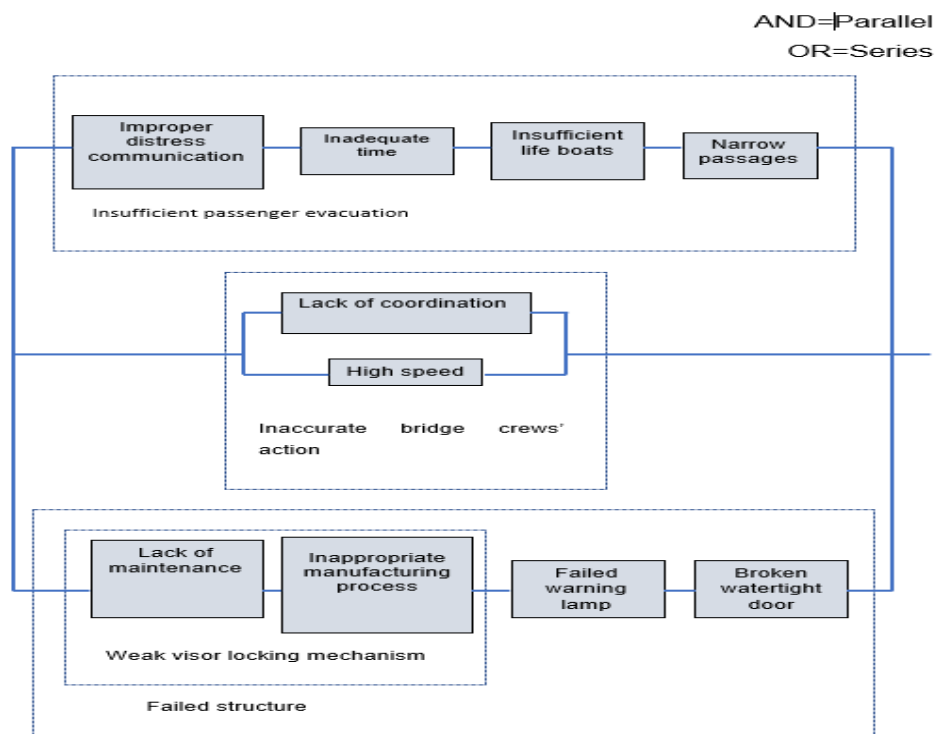 AND=Parallel
OR=Series
Improper
distress
communication
Inadequate
time
Insufficient
life boats
Narrow
passages
Insufficient passenger evacuation
Lack of coordination
High speed
Inaccurate bridge crews’
action
Lack of
maintenance
Inappropriate
manufacturing
process
Failed
warning
lamp
Broken
watertight
door
Weak visor locking mechanism
Failed structure